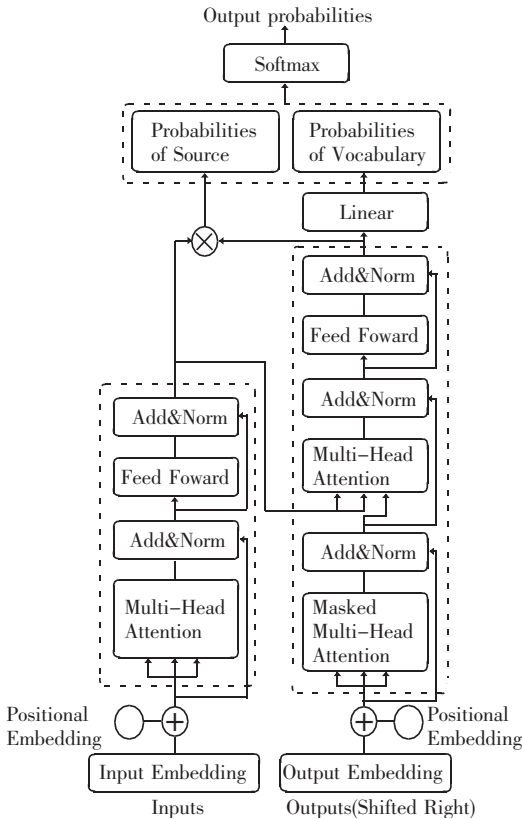 Output probabilities
Softmax
Probabilities
of Source
Probabilities
of Vocabulary
Linear
Add&Norm
Feed Foward
Add&Norm
Multi-Head
Attention
Add&Norm
Masked
Multi-Head
Attention
Add&Norm
Feed Foward
Add&Norm
Multi-Head
Attention
Positional
Embedding
Positional
Embedding
Input Embedding
Output Embedding
Inputs
Outputs(Shifted Right)